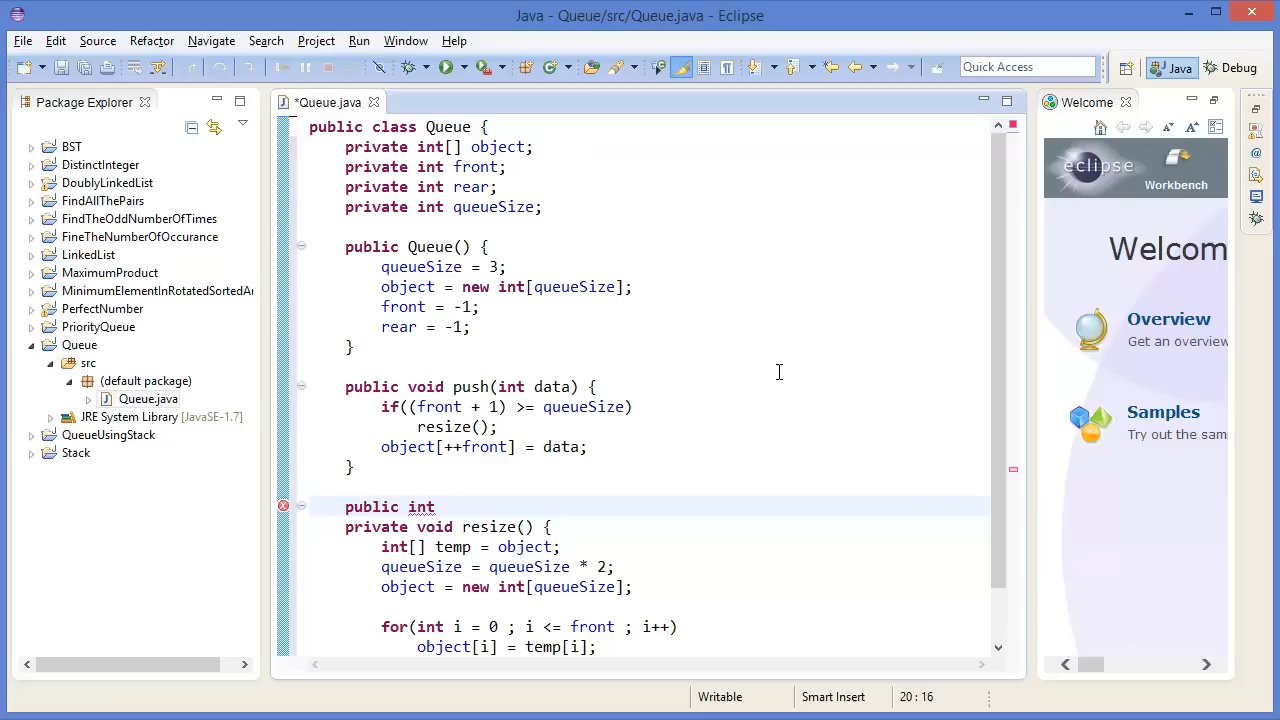 Java - Queue/src/Queue.java - Eclipse
File Edit Source Refactor Navigate Search Project Run Window Help
Quick Access
Java
Debug
Package Explorer
BST
DistinctInteger
DoublyLinkedList
FindAllThePairs
FindTheOddNumberOfTimes
FineTheNumberOfOccurance
LinkedList
MaximumProduct
MinimumElementInRotatedSortedAr
PerfectNumber
PriorityQueue
Queue
src
(default package)
Queue.java
JRE System Library [JavaSE-1.7]
QueueUsingStack
Stack
*Queue.java
public class Queue {
private int[] object;
private int front;
private int rear;
private int queueSize;
public Queue() {
queueSize = 3;
object = new int[queueSize];
front = -1;
rear = -1;
}
public void push(int data) {
if((front + 1) >= queueSize)
resize();
object[++front] = data;
}
public int
private void resize() {
int[] temp = object;
queueSize = queueSize * 2;
object = new int[queueSize];
for(int i = 0 ; i <= front ; i++)
object[i] = temp[i];
Welcome
eclipse
Workbench
Welcom
Overview
Get an overview
Samples
Try out the sam
Writable
Smart Insert
20 : 16